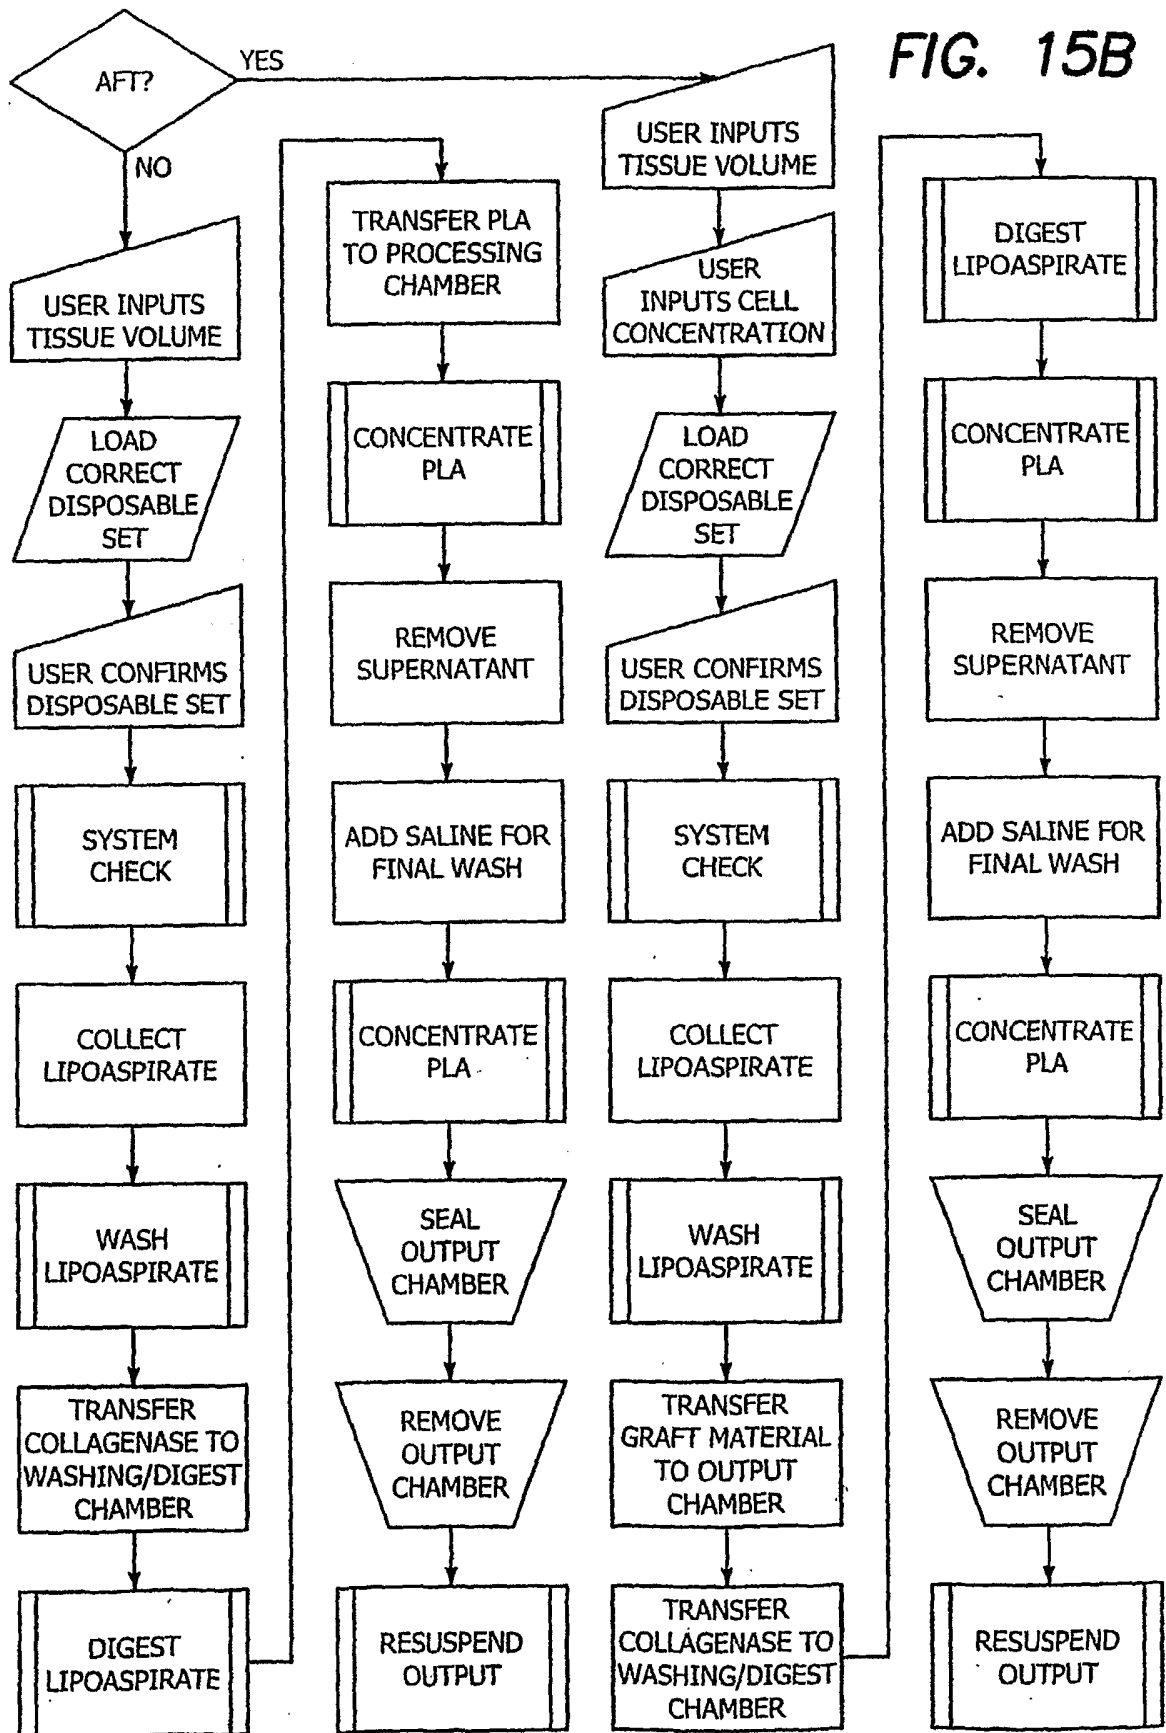 FIG. 15B
AFT?
YES
NO
USER INPUTS
TISSUE VOLUME
LOAD
CORRECT
DISPOSABLE
SET
USER CONFIRMS
DISPOSABLE SET
SYSTEM
CHECK
COLLECT
LIPOASPIRATE
WASH
LIPOASPIRATE
TRANSFER
COLLAGENASE TO
WASHING/DIGEST
CHAMBER
DIGEST
LIPOASPIRATE
TRANSFER PLA
TO PROCESSING
CHAMBER
CONCENTRATE
PLA
REMOVE
SUPERNATANT
ADD SALINE FOR
FINAL WASH
CONCENTRATE
PLA
SEAL
OUTPUT
CHAMBER
REMOVE
OUTPUT
CHAMBER
RESUSPEND
OUTPUT
USER INPUTS
TISSUE VOLUME
USER
INPUTS CELL
CONCENTRATION
LOAD
CORRECT
DISPOSABLE
SET
USER CONFIRMS
DISPOSABLE SET
SYSTEM
CHECK
COLLECT
LIPOASPIRATE
WASH
LIPOASPIRATE
TRANSFER
GRAFT MATERIAL
TO OUTPUT
CHAMBER
TRANSFER
COLLAGENASE TO
WASHING/DIGEST
CHAMBER
DIGEST
LIPOASPIRATE
CONCENTRATE
PLA
REMOVE
SUPERNATANT
ADD SALINE FOR
FINAL WASH
CONCENTRATE
PLA
SEAL
OUTPUT
CHAMBER
REMOVE
OUTPUT
CHAMBER
RESUSPEND
OUTPUT